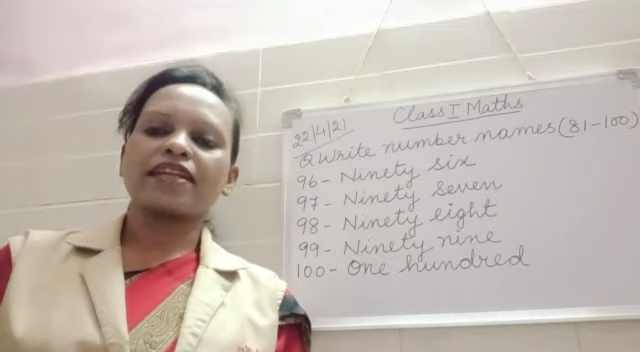 Class I Maths
22/4/21
Q Write number names (81-100)
96- Ninety six
97- Ninety seven
98- Ninety eight
99- Ninety nine
100- One hundred